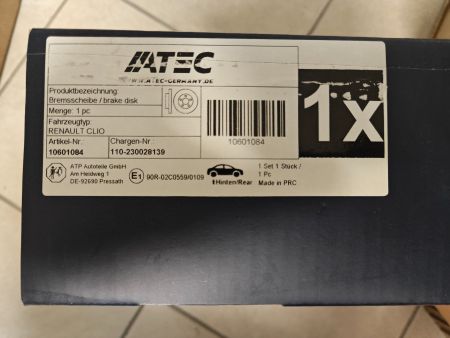 ATEC
WWW.ATEC-GERMANY.DE
Produktbezeichnung:
Bremsscheibe / brake disk
Menge: 1 pc
Fahrzeugtyp:
RENAULT CLIO
Artikel-Nr.
10601084
Chargen-Nr
110-230028139
10601084
1x
ATP Autoteile GmbH
Am Heidweg 1
DE-92690 Pressath
E1
90R-02C0559/0109
Hinten/Rear
1 Set 1 Stück /
1 Pc
Made in PRC